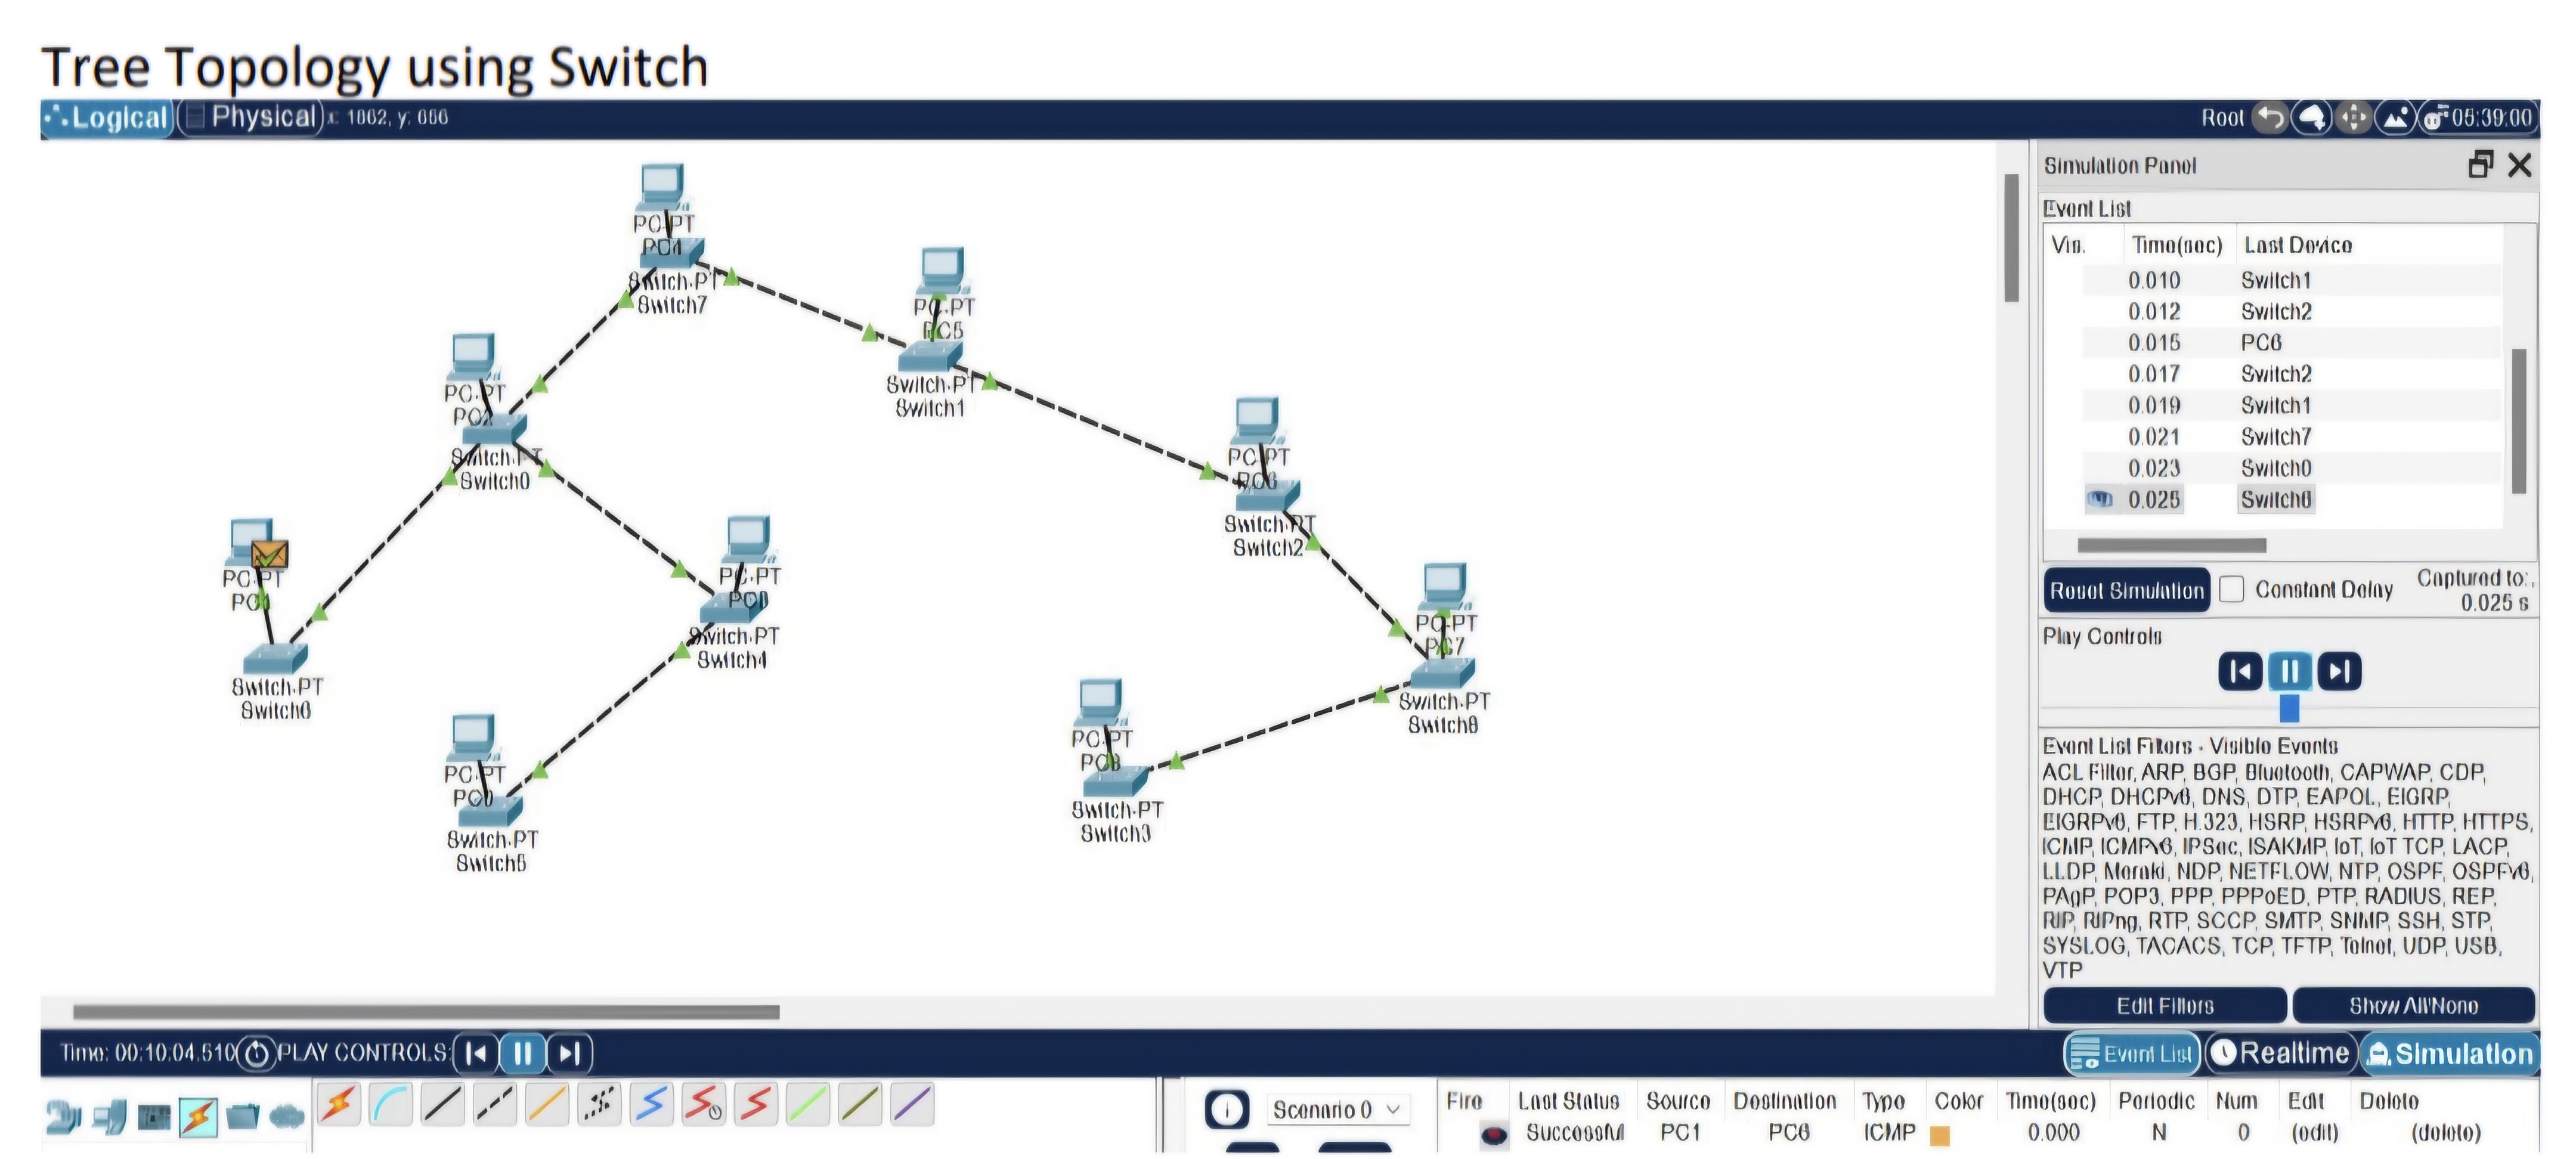 Tree Topology using Switch
Logical Physical x: 1002, y: 666 Root 05:39:00
PC-PT
PC4
Switch-PT
Switch7
PC-PT
PC5
Switch-PT
Switch1
PC-PT
Switch-PT
Switch0
PC-PT
PC6
Switch-PT
Switch2
PC-PT
PC1
Switch-PT
Switch6
PC-PT
Switch-PT
Switch4
PC-PT
PC7
Switch-PT
Switch8
PC-PT
Switch-PT
Switch5
PC-PT
PC8
Switch-PT
Switch3
Simulation Panel
Event List
Vis. Time(sec) Last Device
0.010 Switch1
0.012 Switch2
0.015 PC6
0.017 Switch2
0.019 Switch1
0.021 Switch7
0.023 Switch0
0.025 Switch6
Reset Simulation Constant Delay Captured to:
0.025 s
Play Controls
Event List Filters - Visible Events
ACL Filter, ARP, BGP, Bluetooth, CAPWAP, CDP,
DHCP, DHCPv6, DNS, DTP, EAPOL, EIGRP,
EIGRPv6, FTP, H.323, HSRP, HSRPv6, HTTP, HTTPS,
ICMP, ICMPv6, IPSec, ISAKMP, IoT, IoT TCP, LACP,
LLDP, Meraki, NDP, NETFLOW, NTP, OSPF, OSPFv6,
PAgP, POP3, PPP, PPPoED, PTP, RADIUS, REP,
RIP, RIPng, RTP, SCCP, SMTP, SNMP, SSH, STP,
SYSLOG, TACACS, TCP, TFTP, Telnet, UDP, USB,
VTP
Edit Filters Show All/None
Time: 00:10:04.510 PLAY CONTROLS: Event List Realtime Simulation
Scenario 0
Fire Last Status Source Destination Type Color Time(sec) Periodic Num Edit Delete
Successful PC1 PC6 ICMP 0.000 N 0 (edit) (delete)